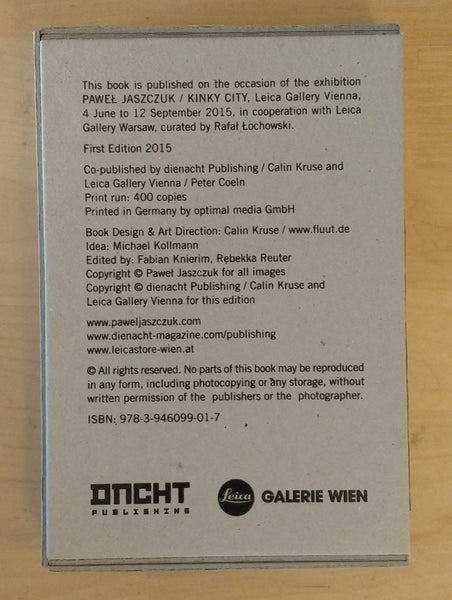 This book is published on the occasion of the exhibition
PAWEŁ JASZCZUK / KINKY CITY, Leica Gallery Vienna,
4 June to 12 September 2015, in cooperation with Leica
Gallery Warsaw, curated by Rafał Łochowski.
First Edition 2015
Co-published by dienacht Publishing / Calin Kruse and
Leica Gallery Vienna / Peter Coeln
Print run: 400 copies
Printed in Germany by optimal media GmbH
Book Design & Art Direction: Calin Kruse / www.fluut.de
Idea: Michael Kollmann
Edited by: Fabian Knierim, Rebekka Reuter
Copyright © Paweł Jaszczuk for all images
Copyright © dienacht Publishing / Calin Kruse and
Leica Gallery Vienna for this edition
www.paweljaszczuk.com
www.dienacht-magazine.com/publishing
www.leicastore-wien.at
© All rights reserved. No parts of this book may be reproduced
in any form, including photocopying or any storage, without
written permission of the publishers or the photographer.
ISBN: 978-3-946099-01-7
DNCHT
PUBLISHING
Leica GALERIE WIEN